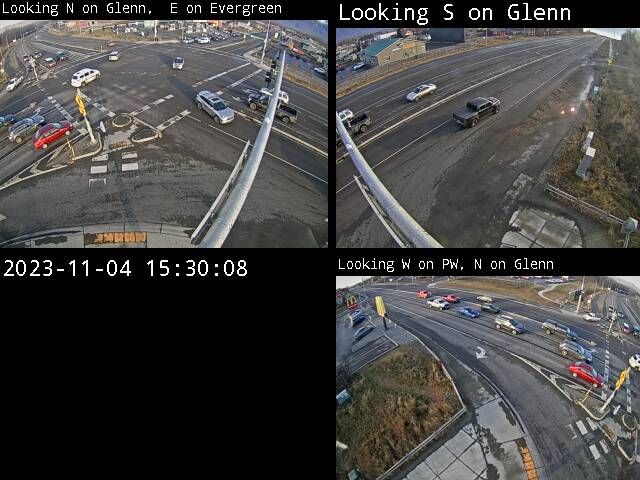 Looking N on Glenn,  E on Evergreen
Looking S on Glenn
2023-11-04 15:30:08
Looking W on PW, N on Glenn